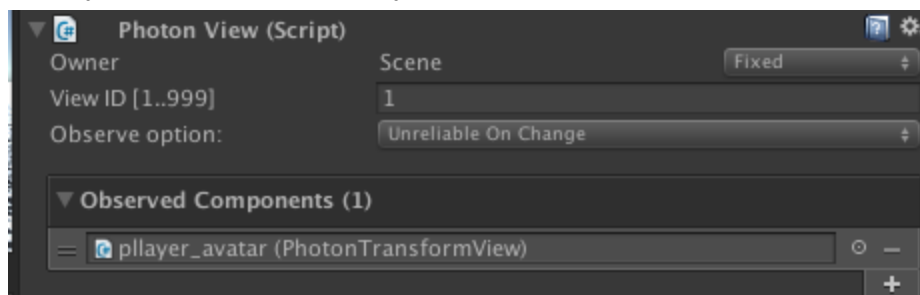 Photon View (Script)
Owner Scene Fixed
View ID [1..999] 1
Observe option: Unreliable On Change
Observed Components (1)
pllayer_avatar (PhotonTransformView)